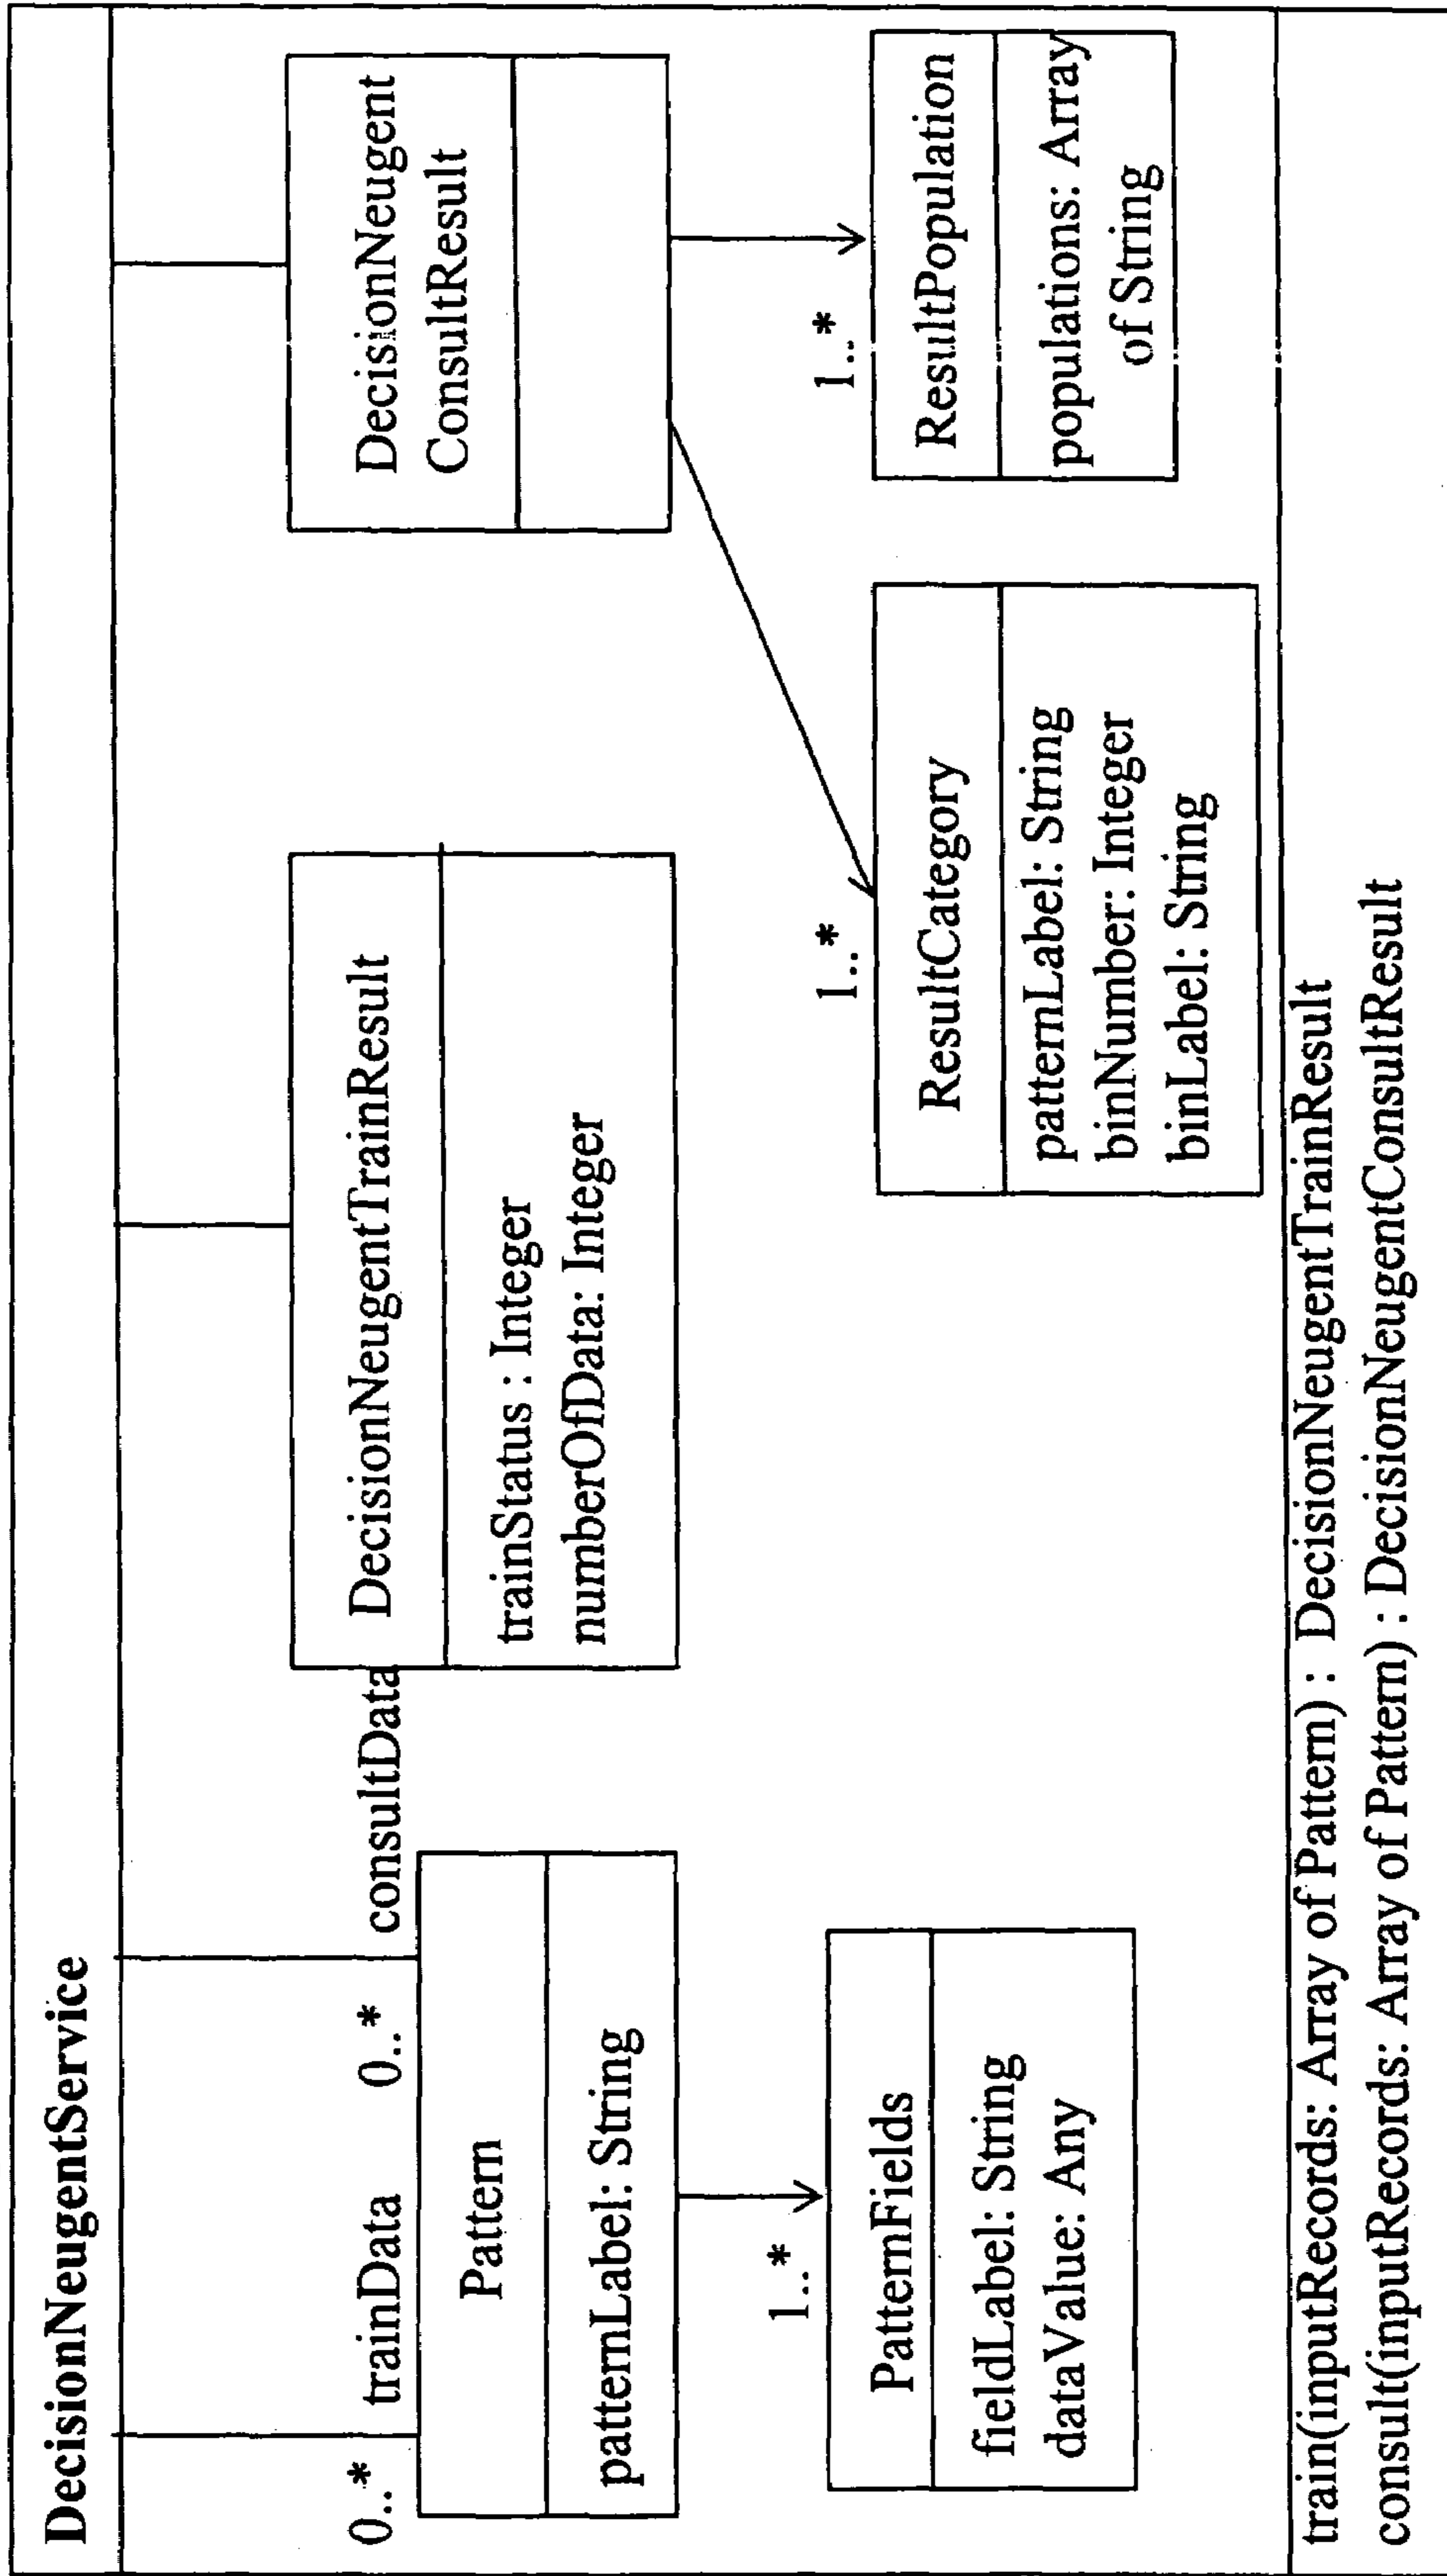 DecisionNeugentService
0..*
trainData
0..*
consultData
Pattern
patternLabel: String
1..*
PatternFields
fieldLabel: String
dataValue: Any
DecisionNeugentTrainResult
trainStatus : Integer
numberOfData: Integer
DecisionNeugent
ConsultResult
1..*
ResultCategory
patternLabel: String
binNumber: Integer
binLabel: String
1..*
ResultPopulation
populations: Array
of String
train(inputRecords: Array of Pattern) : DecisionNeugentTrainResult
consult(inputRecords: Array of Pattern) : DecisionNeugentConsultResult